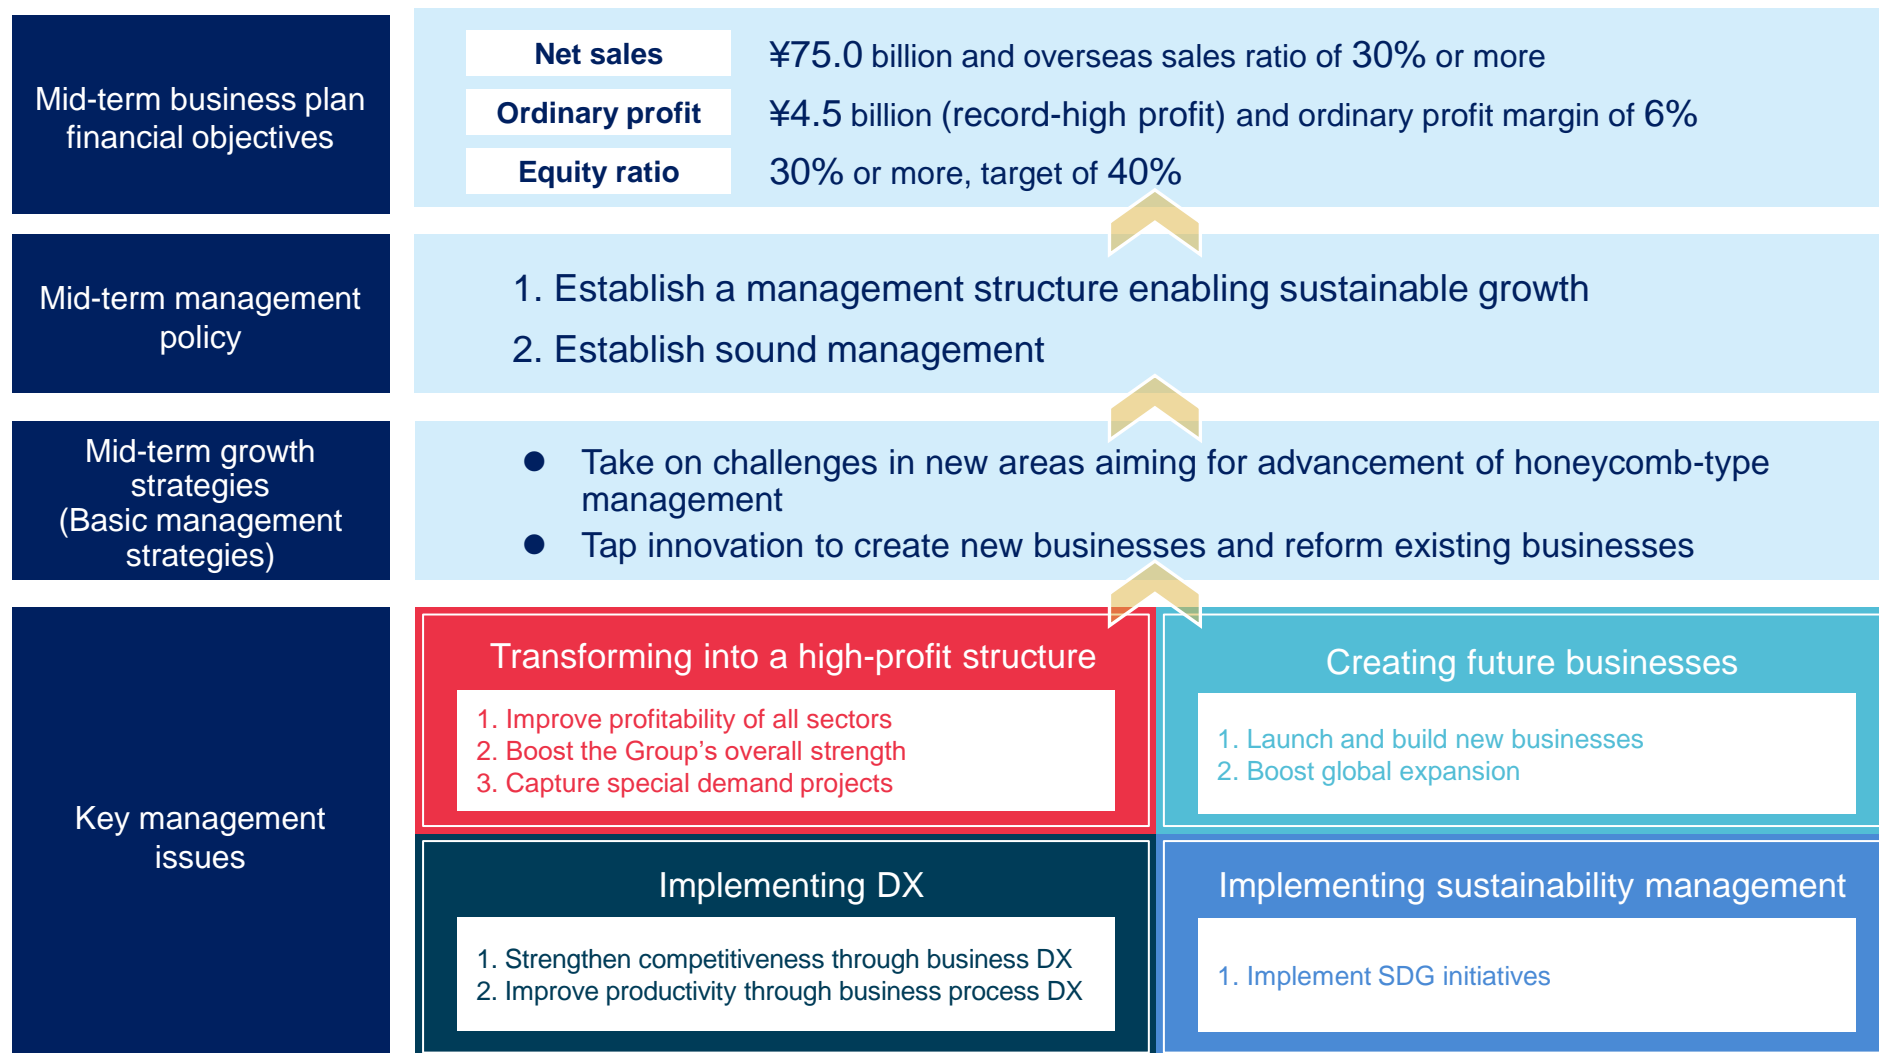 Mid-term business plan
financial objectives
Net sales
¥75.0 billion and overseas sales ratio of 30% or more
Ordinary profit
¥4.5 billion (record-high profit) and ordinary profit margin of 6%
Equity ratio
30% or more, target of 40%
Mid-term management
policy
1. Establish a management structure enabling sustainable growth
2. Establish sound management
Mid-term growth
strategies
(Basic management
strategies)
● Take on challenges in new areas aiming for advancement of honeycomb-type
management
● Tap innovation to create new businesses and reform existing businesses
Key management
issues
Transforming into a high-profit structure
1. Improve profitability of all sectors
2. Boost the Group’s overall strength
3. Capture special demand projects
Creating future businesses
1. Launch and build new businesses
2. Boost global expansion
Implementing DX
1. Strengthen competitiveness through business DX
2. Improve productivity through business process DX
Implementing sustainability management
1. Implement SDG initiatives